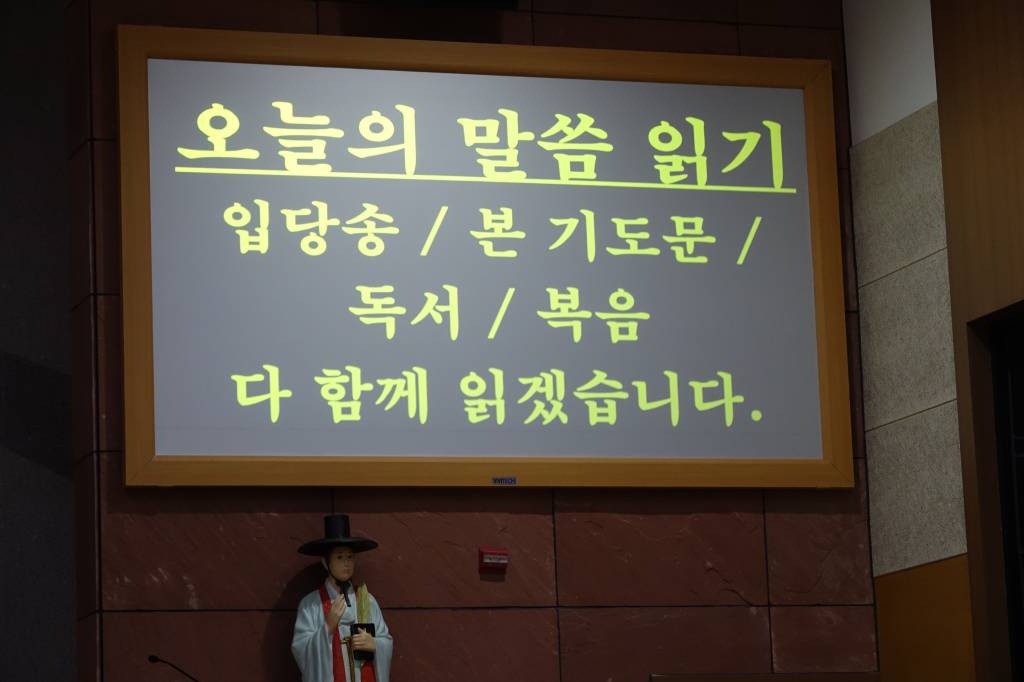 오늘의 말씀 읽기
입당송 / 본 기도문 /
독서 / 복음
다 함께 읽겠습니다.